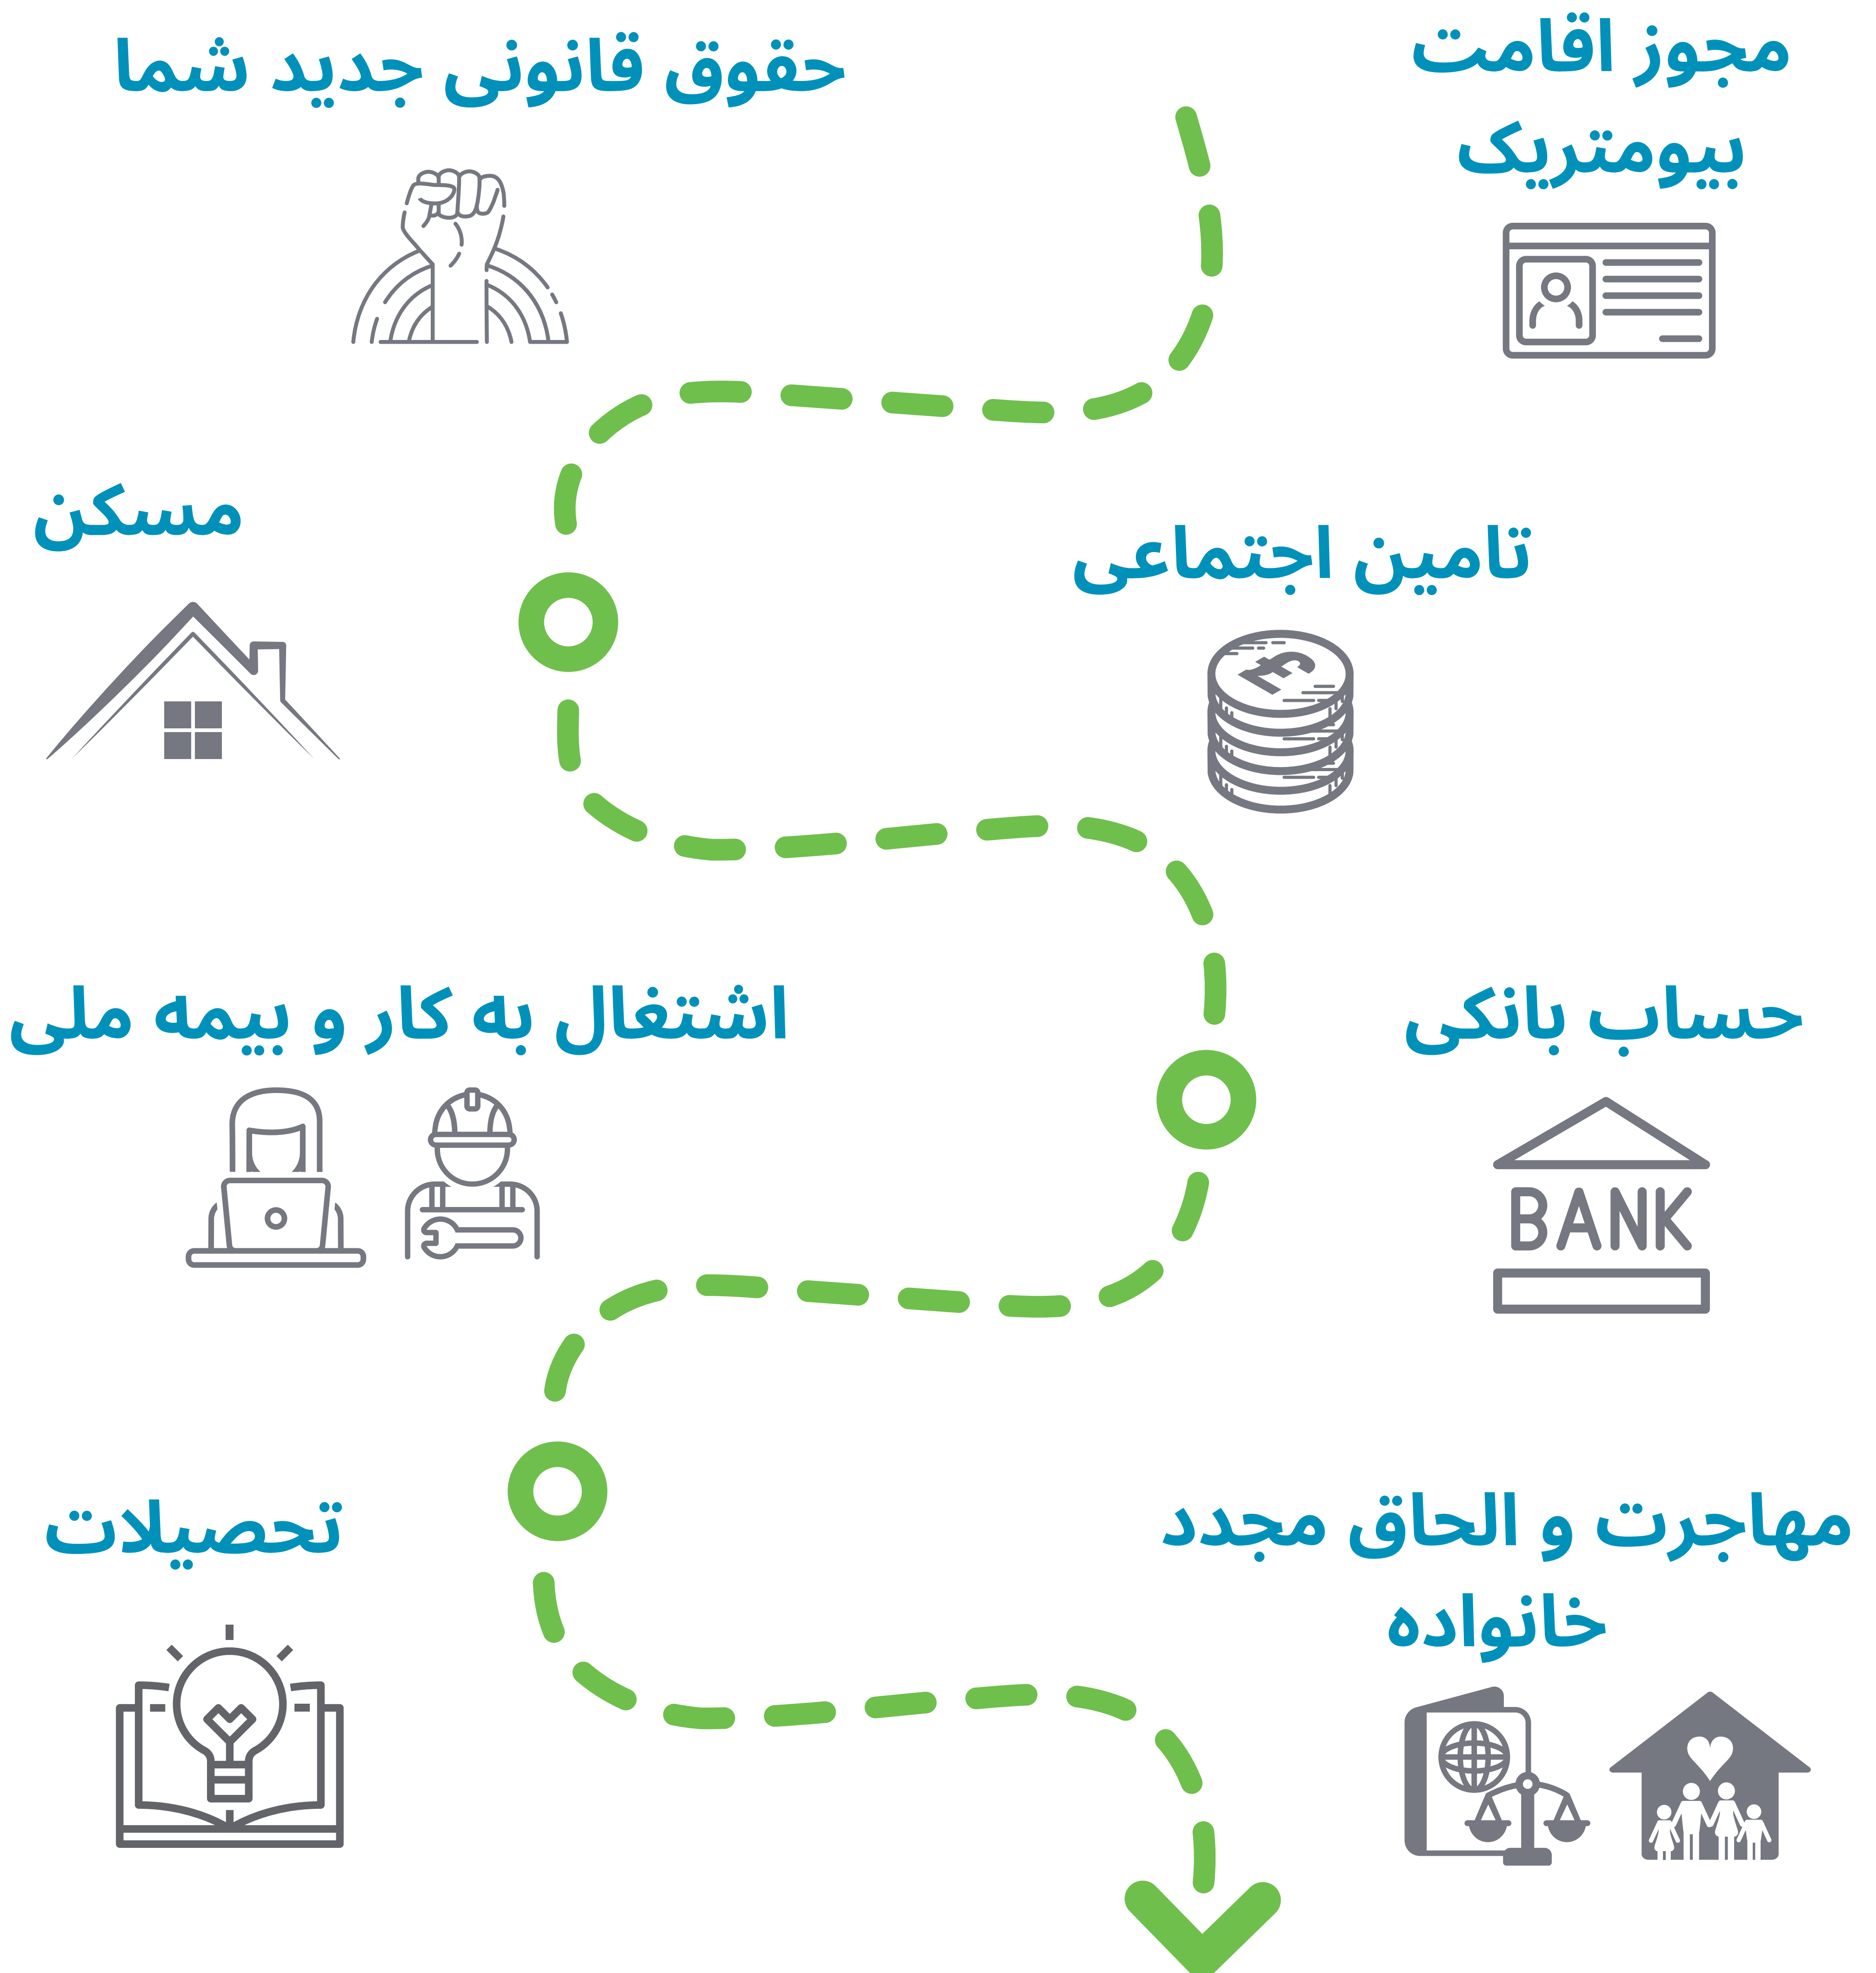 مجوز اقامت
بیومتریک
حقوق قانونی جدید شما
تامین اجتماعی
مسکن
حساب بانکی
BANK
اشتغال به کار و بیمه ملی
مهاجرت و الحاق مجدد
خانواده
تحصیلات